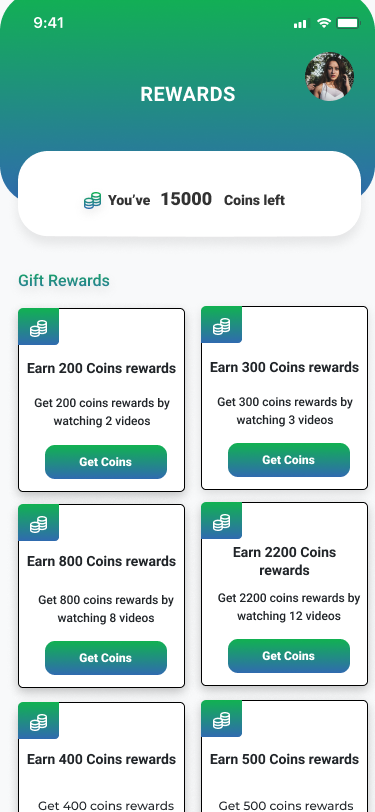 9:41
REWARDS
You've 15000 Coins left
Gift Rewards
Earn 200 Coins rewards
Get 200 coins rewards by
watching 2 videos
Get Coins
Earn 300 Coins rewards
Get 300 coins rewards by
watching 3 videos
Get Coins
Earn 800 Coins rewards
Get 800 coins rewards by
watching 8 videos
Get Coins
Earn 2200 Coins
rewards
Get 2200 coins rewards by
watching 12 videos
Get Coins
Earn 400 Coins rewards
Get 400 coins rewards
Earn 500 Coins rewards
Get 500 coins rewards